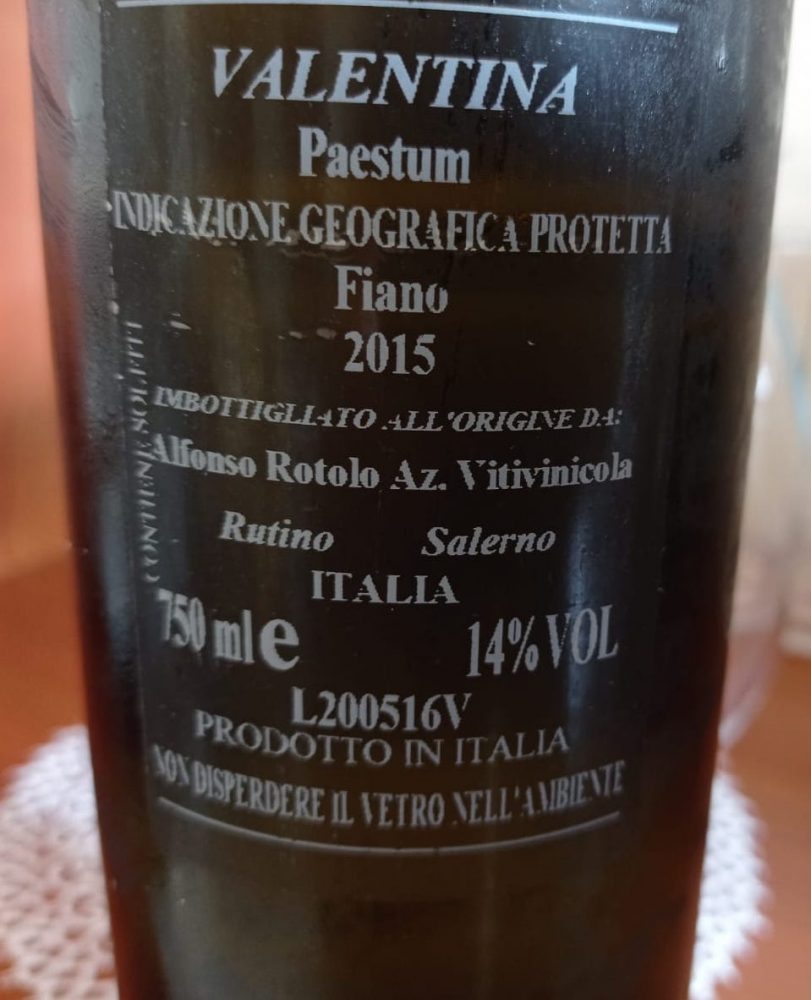 VALENTINA
Paestum
INDICAZIONE GEOGRAFICA PROTETTA
Fiano
2015
IMBOTTIGLIATO ALL'ORIGINE DA:
Alfonso Rotolo Az. Vitivinicola
Rutino Salerno
ITALIA
750 ml e 14% VOL
L200516V
PRODOTTO IN ITALIA
NON DISPERDERE IL VETRO NELL'AMBIENTE
CONTIENE SOLFITI